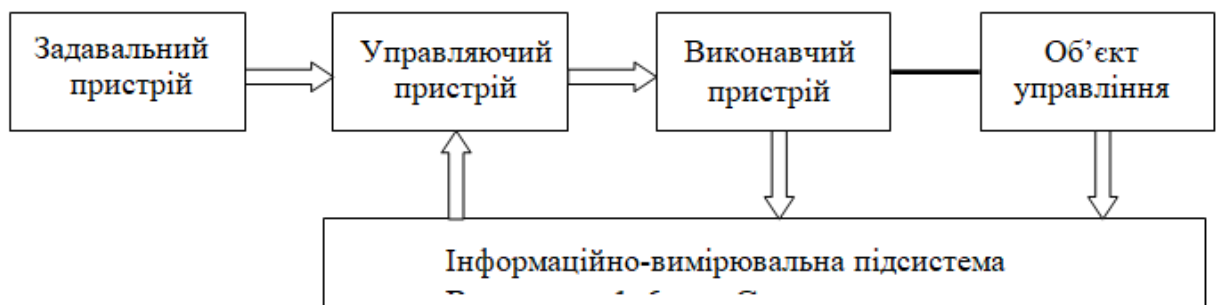 Задавальний
пристрій
Управляючий
пристрій
Виконавчий
пристрій
Об’єкт
управління
Інформаційно-вимірювальна підсистема